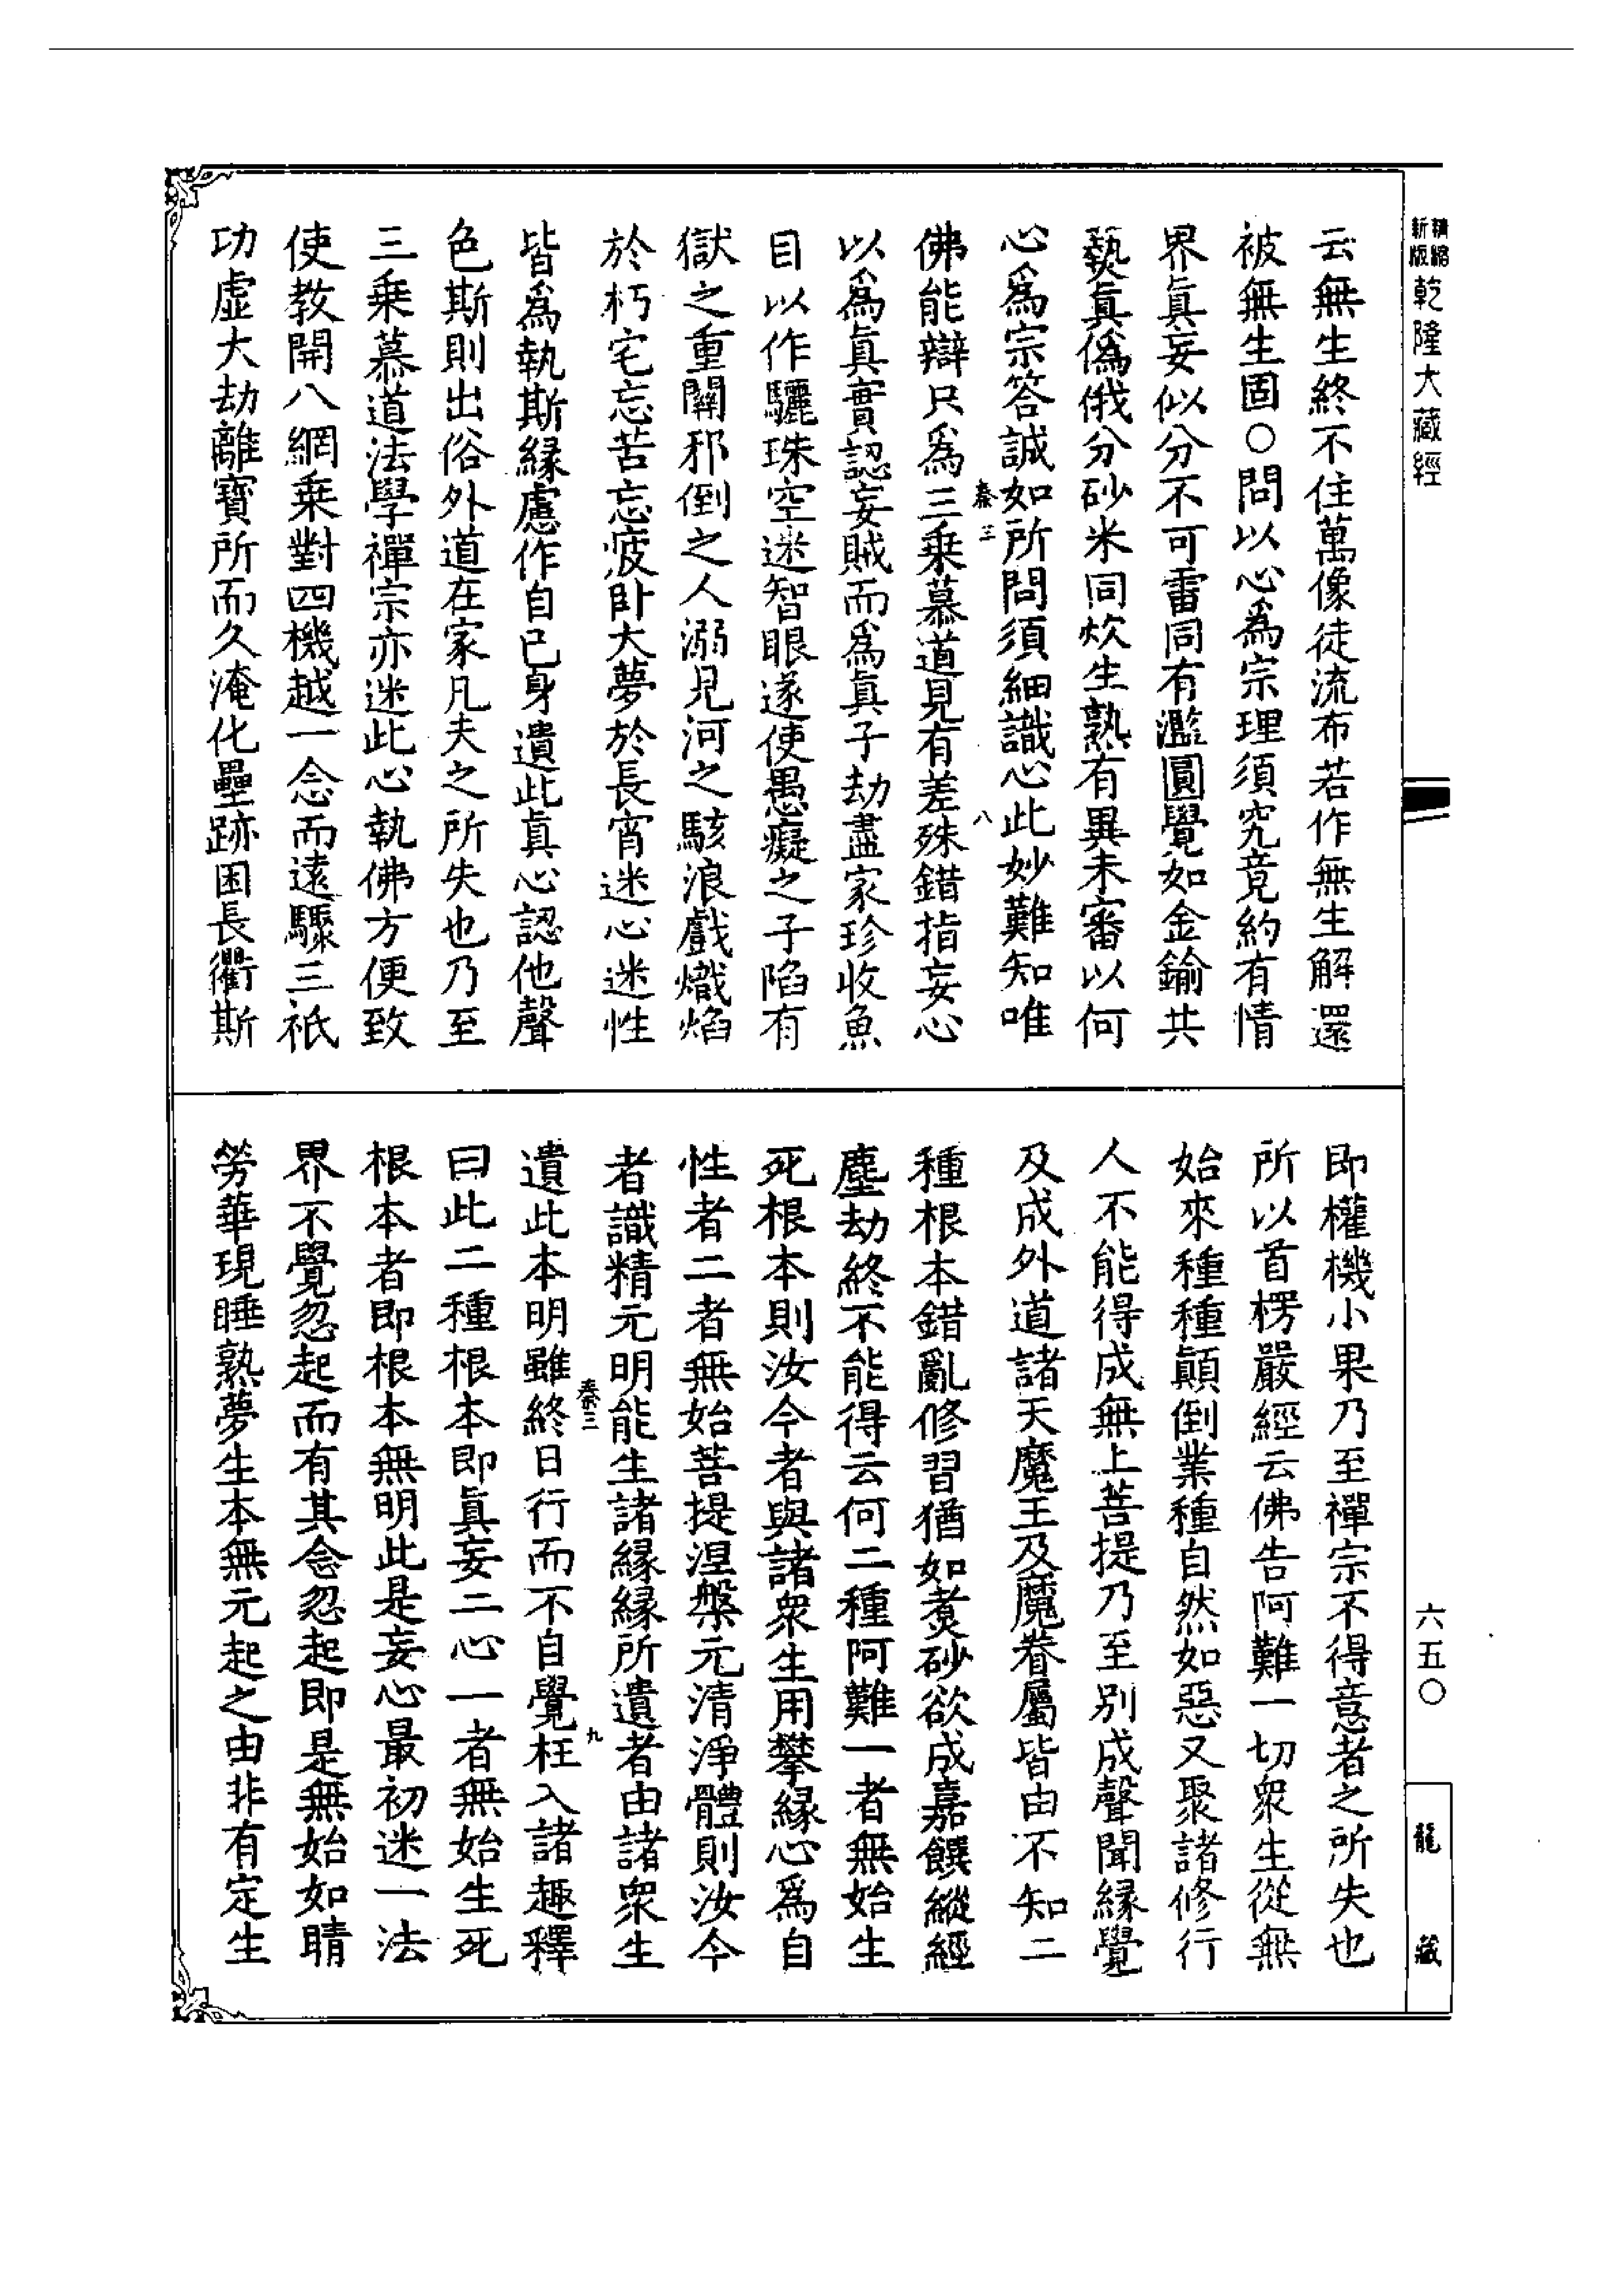 精縮新版 乾隆大藏經
云無生終不住萬像徒流布若作無生解還
被無生固○問以心爲宗理須究竟約有情
界眞妄似分不可雷同有濫圓覺如金鍮共
爇眞僞俄分砂米同炊生熟有異未審以何
心爲宗答誠如所問須細識心此妙難知唯
秦三 八
佛能辯只爲三乗慕道見有差殊錯指妄心
以爲眞實認妄賊而爲眞子劫盡家珍收魚
目以作驪珠空迷智眼遂使愚癡之子陷有
獄之重關邪倒之人溺見河之駭浪戲熾焰
於朽宅忘苦忘疲卧大夢於長宵迷心迷性
皆爲執斯緣慮作自已身遺此眞心認他聲
色斯則出俗外道在家凡夫之所失也乃至
三乗慕道法學禪宗亦迷此心執佛方便致
使教開八網乗對四機越一念而遠驟三祇
功虛大劫離寶所而久淹化壘跡困長衢斯
即權機小果乃至禪宗不得意者之所失也
所以首楞嚴經云佛告阿難一切衆生從無
始來種種顚倒業種自然如惡叉聚諸修行
人不能得成無上菩提乃至别成聲聞緣覺
及成外道諸天魔王及魔眷屬皆由不知二
種根本錯亂修習猶如煑砂欲成嘉饌縱經
塵劫終不能得云何二種阿難一者無始生
死根本則汝今者與諸衆生用攀緣心爲自
性者二者無始菩提涅槃元清淨體則汝今
者識精元明能生諸緣緣所遺者由諸衆生
秦三 九
遺此本明雖終日行而不自覺枉入諸趣釋
曰此二種根本即眞妄二心一者無始生死
根本者即根本無明此是妄心最初迷一法
界不覺忽起而有其念忽起即是無始如睛
勞華現睡熟夢生本無元起之由非有定生
六五○
龍藏